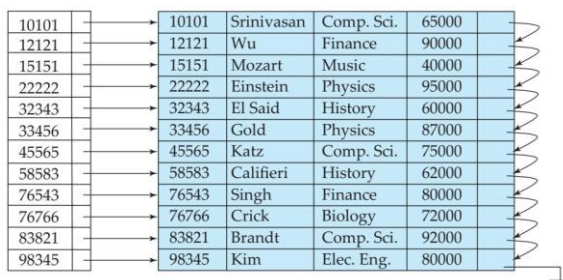 10101 10101 Srinivasan Comp. Sci. 65000
12121 12121 Wu Finance 90000
15151 15151 Mozart Music 40000
22222 22222 Einstein Physics 95000
32343 32343 El Said History 60000
33456 33456 Gold Physics 87000
45565 45565 Katz Comp. Sci. 75000
58583 58583 Califieri History 62000
76543 76543 Singh Finance 80000
76766 76766 Crick Biology 72000
83821 83821 Brandt Comp. Sci. 92000
98345 98345 Kim Elec. Eng. 80000